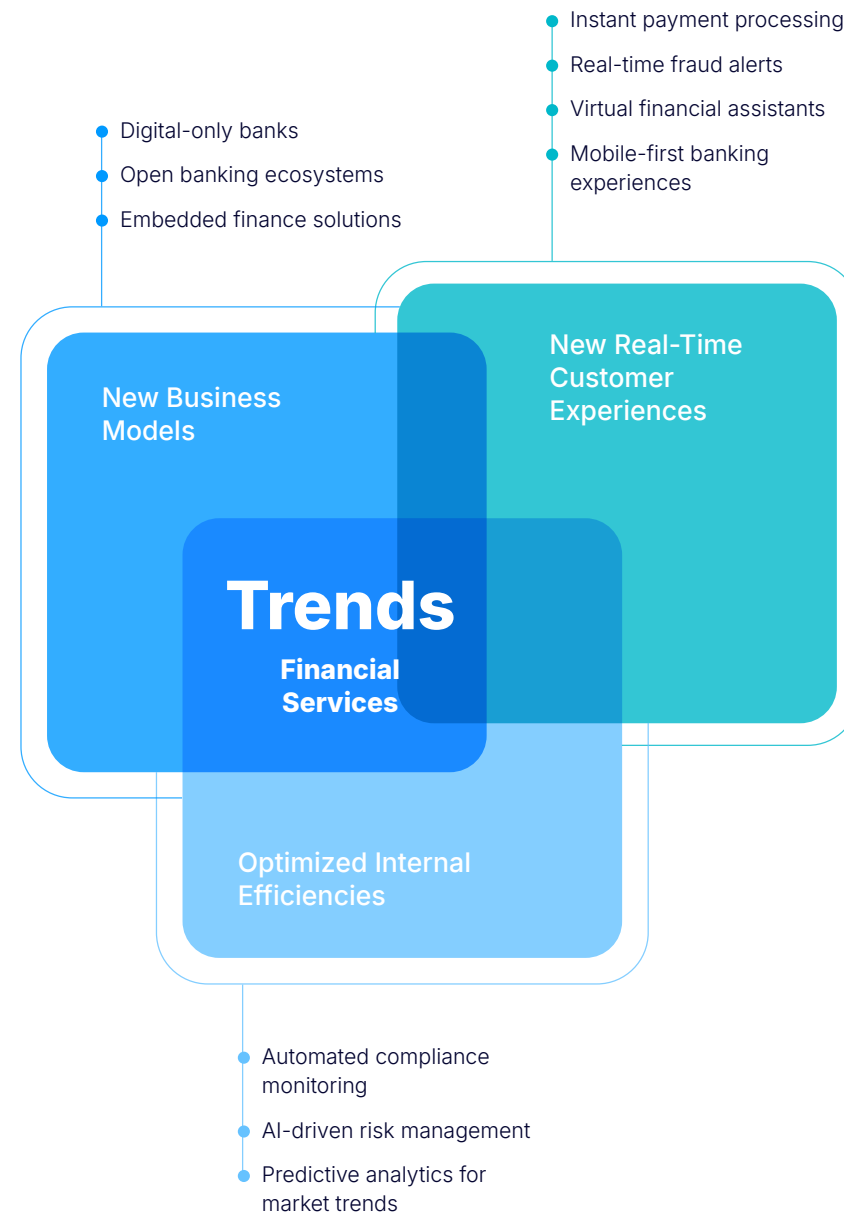 Instant payment processing
Real-time fraud alerts
Virtual financial assistants
Mobile-first banking
experiences
Digital-only banks
Open banking ecosystems
Embedded finance solutions
New Real-Time
Customer
Experiences
New Business
Models
Trends
Financial
Services
Optimized Internal
Efficiencies
Automated compliance
monitoring
AI-driven risk management
Predictive analytics for
market trends